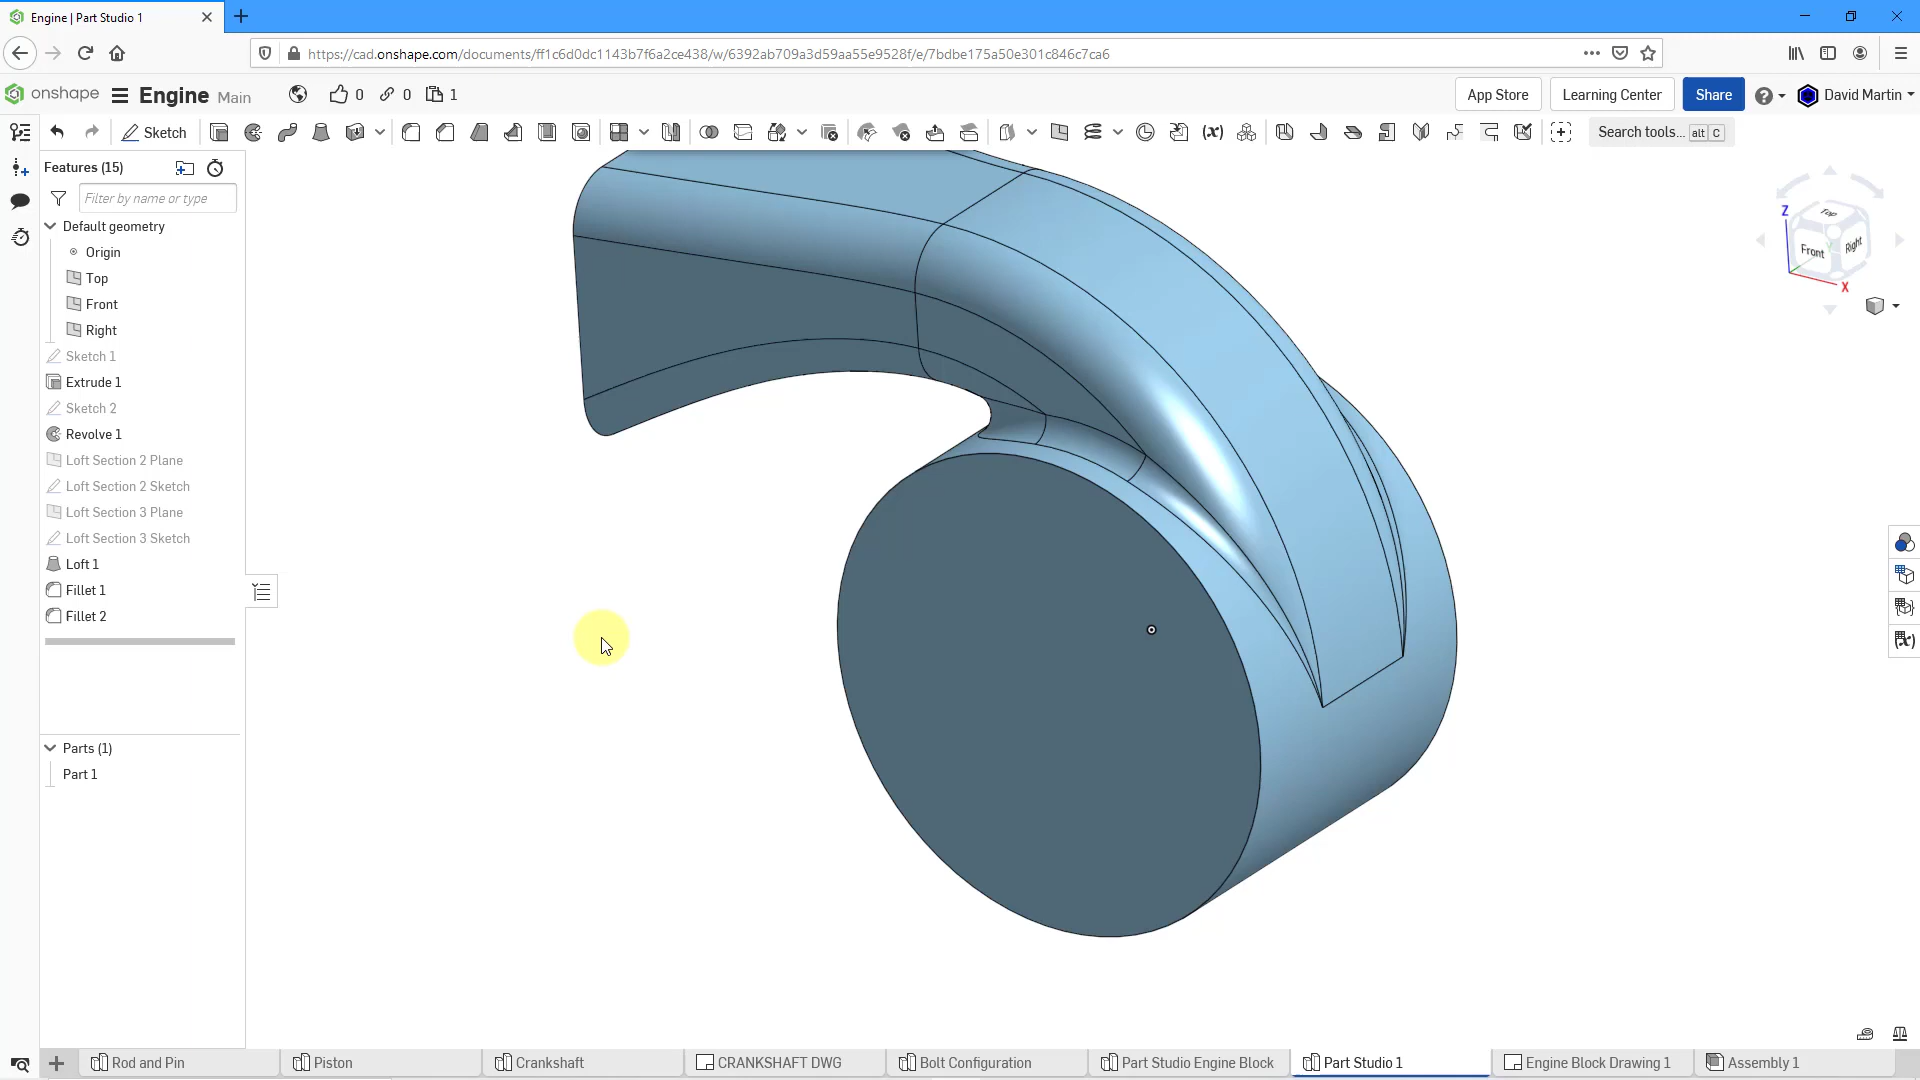 Engine | Part Studio 1
https://cad.onshape.com/documents/ff1c6d0dc1143b7f6a2ce438/w/6392ab709a3d59aa55e9528f/e/7bdbe175a50e301c846c7ca6
onshape Engine Main 0 0 1 App Store Learning Center Share David Martin
Sketch Search tools... alt C
Features (15)
Filter by name or type
Default geometry
Origin
Top
Front
Right
Sketch 1
Extrude 1
Sketch 2
Revolve 1
Loft Section 2 Plane
Loft Section 2 Sketch
Loft Section 3 Plane
Loft Section 3 Sketch
Loft 1
Fillet 1
Fillet 2
Parts (1)
Part 1
Z
Top
Front
Right
X
Rod and Pin Piston Crankshaft CRANKSHAFT DWG Bolt Configuration Part Studio Engine Block Part Studio 1 Engine Block Drawing 1 Assembly 1